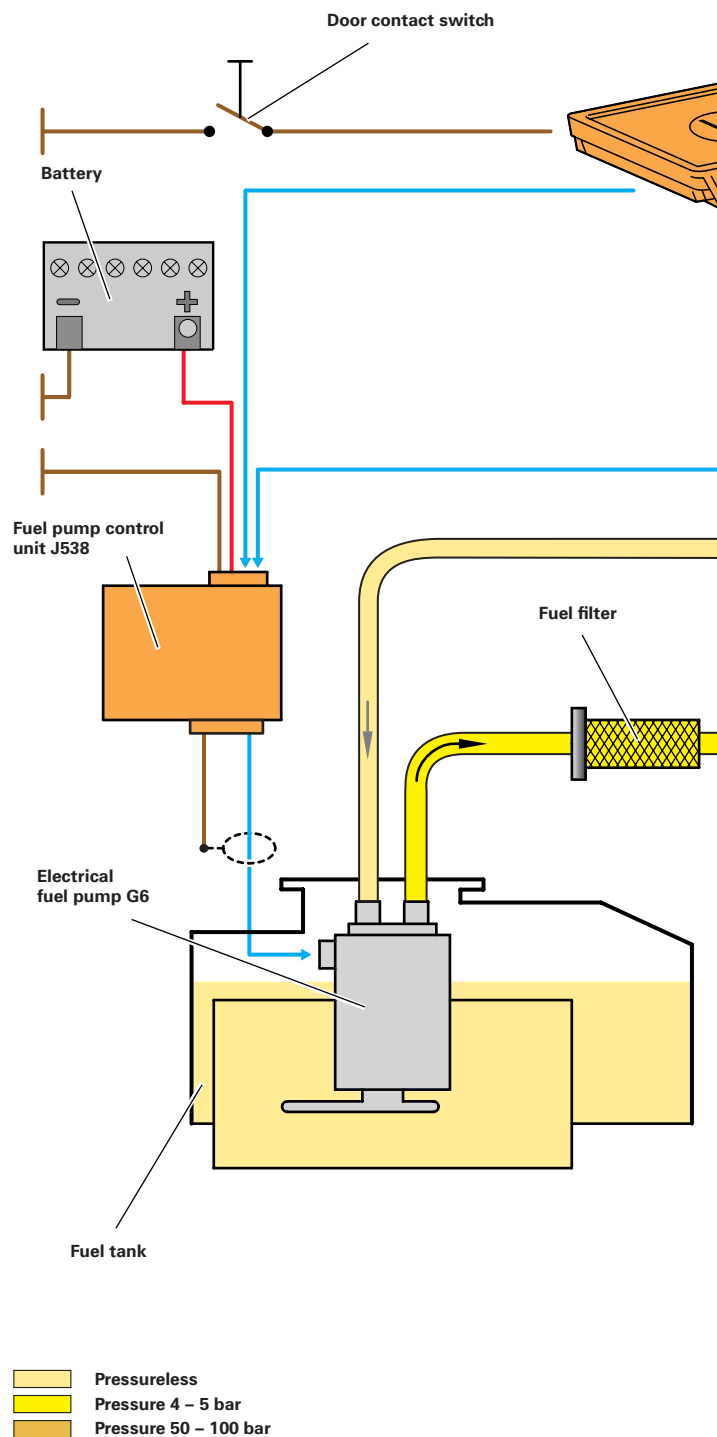 Door contact switch
Battery
Fuel pump control
unit J538
Fuel filter
Electrical
fuel pump G6
Fuel tank
Pressureless
Pressure 4 – 5 bar
Pressure 50 – 100 bar